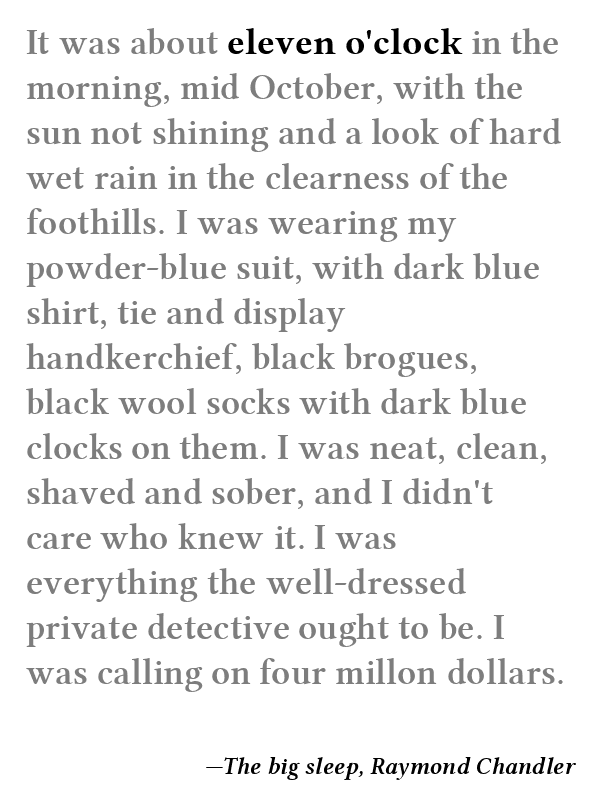 It was about eleven o'clock in the
morning, mid October, with the
sun not shining and a look of hard
wet rain in the clearness of the
foothills. I was wearing my
powder-blue suit, with dark blue
shirt, tie and display
handkerchief, black brogues,
black wool socks with dark blue
clocks on them. I was neat, clean,
shaved and sober, and I didn't
care who knew it. I was
everything the well-dressed
private detective ought to be. I
was calling on four millon dollars.
—The big sleep, Raymond Chandler